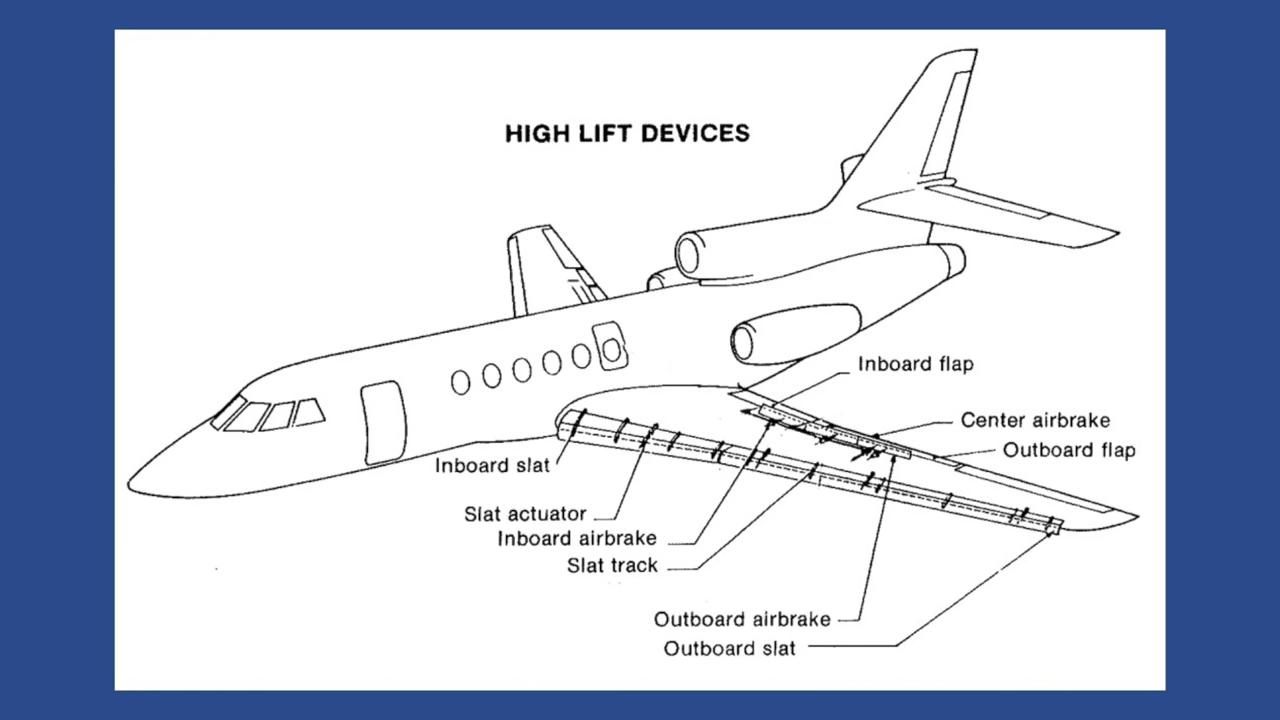 HIGH LIFT DEVICES
Inboard flap
Center airbrake
Outboard flap
Inboard slat
Slat actuator
Inboard airbrake
Slat track
Outboard airbrake
Outboard slat